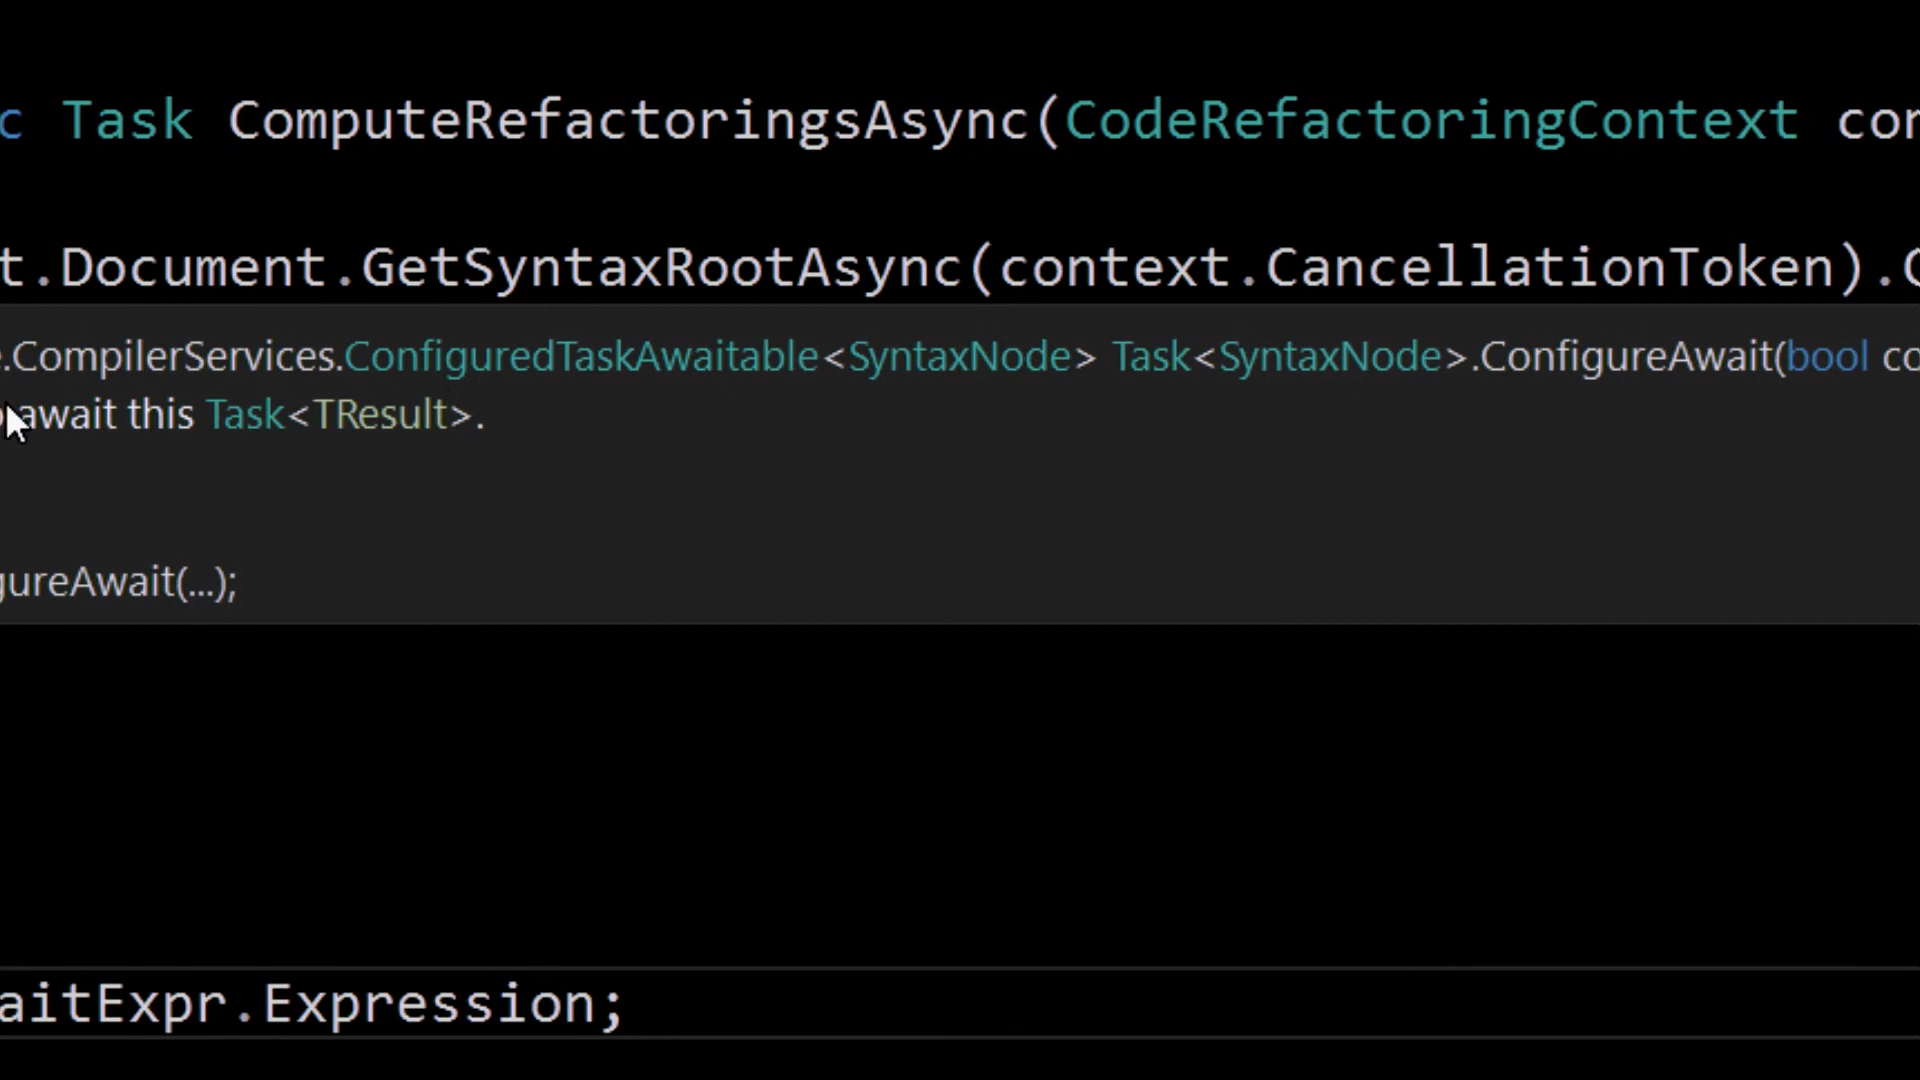 c Task ComputeRefactoringsAsync(CodeRefactoringContext con
t.Document.GetSyntaxRootAsync(context.CancellationToken).C
e.CompilerServices.ConfiguredTaskAwaitable<SyntaxNode> Task<SyntaxNode>.ConfigureAwait(bool co
await this Task<TResult>.
gureAwait(...);
aitExpr.Expression;